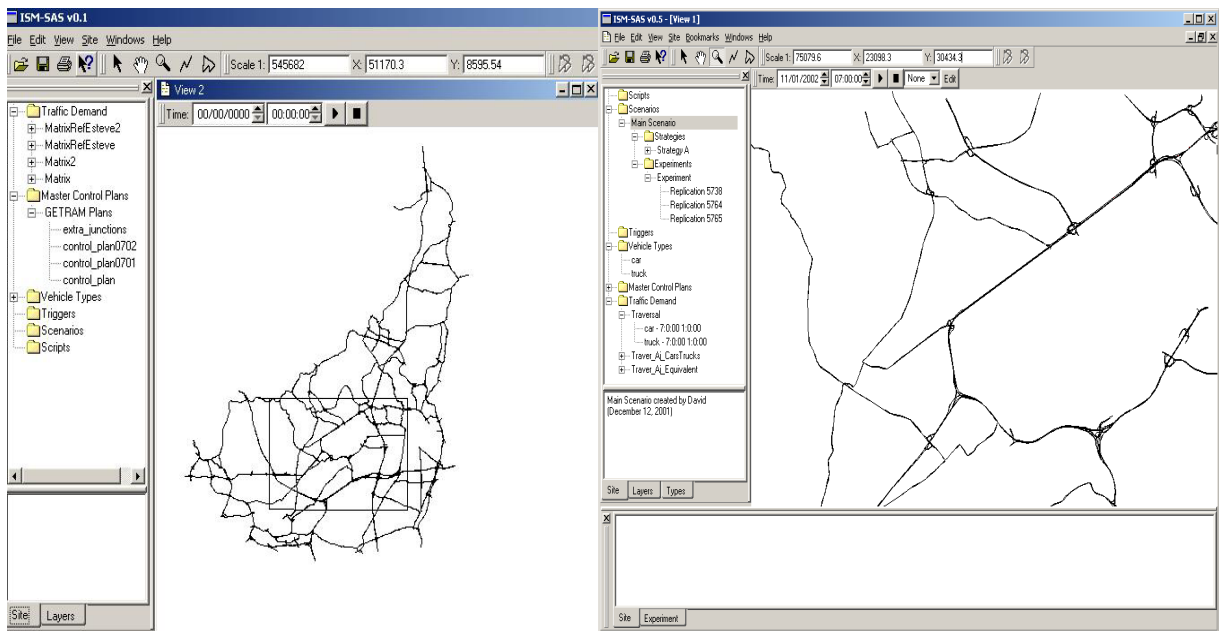 ISM-SAS v0.1
File Edit View Site Windows Help
Scale 1: 545682 X: 51170.3 Y: 8595.54
View 2
Time: 00/00/0000 00:00:00
Traffic Demand
MatrixRefEsteve2
MatrixRefEsteve
Matrix2
Matrix
Master Control Plans
GETRAM Plans
extra_junctions
control_plan0702
control_plan0701
control_plan
Vehicle Types
Triggers
Scenarios
Scripts
Site Layers
ISM-SAS v0.5 - [View 1]
File Edit View Site Bookmarks Windows Help
Scale 1: 75079.6 X: 23098.3 Y: 30434.3
Time: 11/01/2002 07:00:00 None Edit
Scripts
Scenarios
Main Scenario
Strategies
Strategy A
Experiments
Experiment
Replication 5738
Replication 5764
Replication 5765
Triggers
Vehicle Types
car
truck
Master Control Plans
Traffic Demand
Traversal
car - 7:0:00 1:0:00
truck - 7:0:00 1:0:00
Traver_Aj_CarsTrucks
Traver_Aj_Equivalent
Main Scenario created by David
(December 12, 2001)
Site Layers Types
Site Experiment